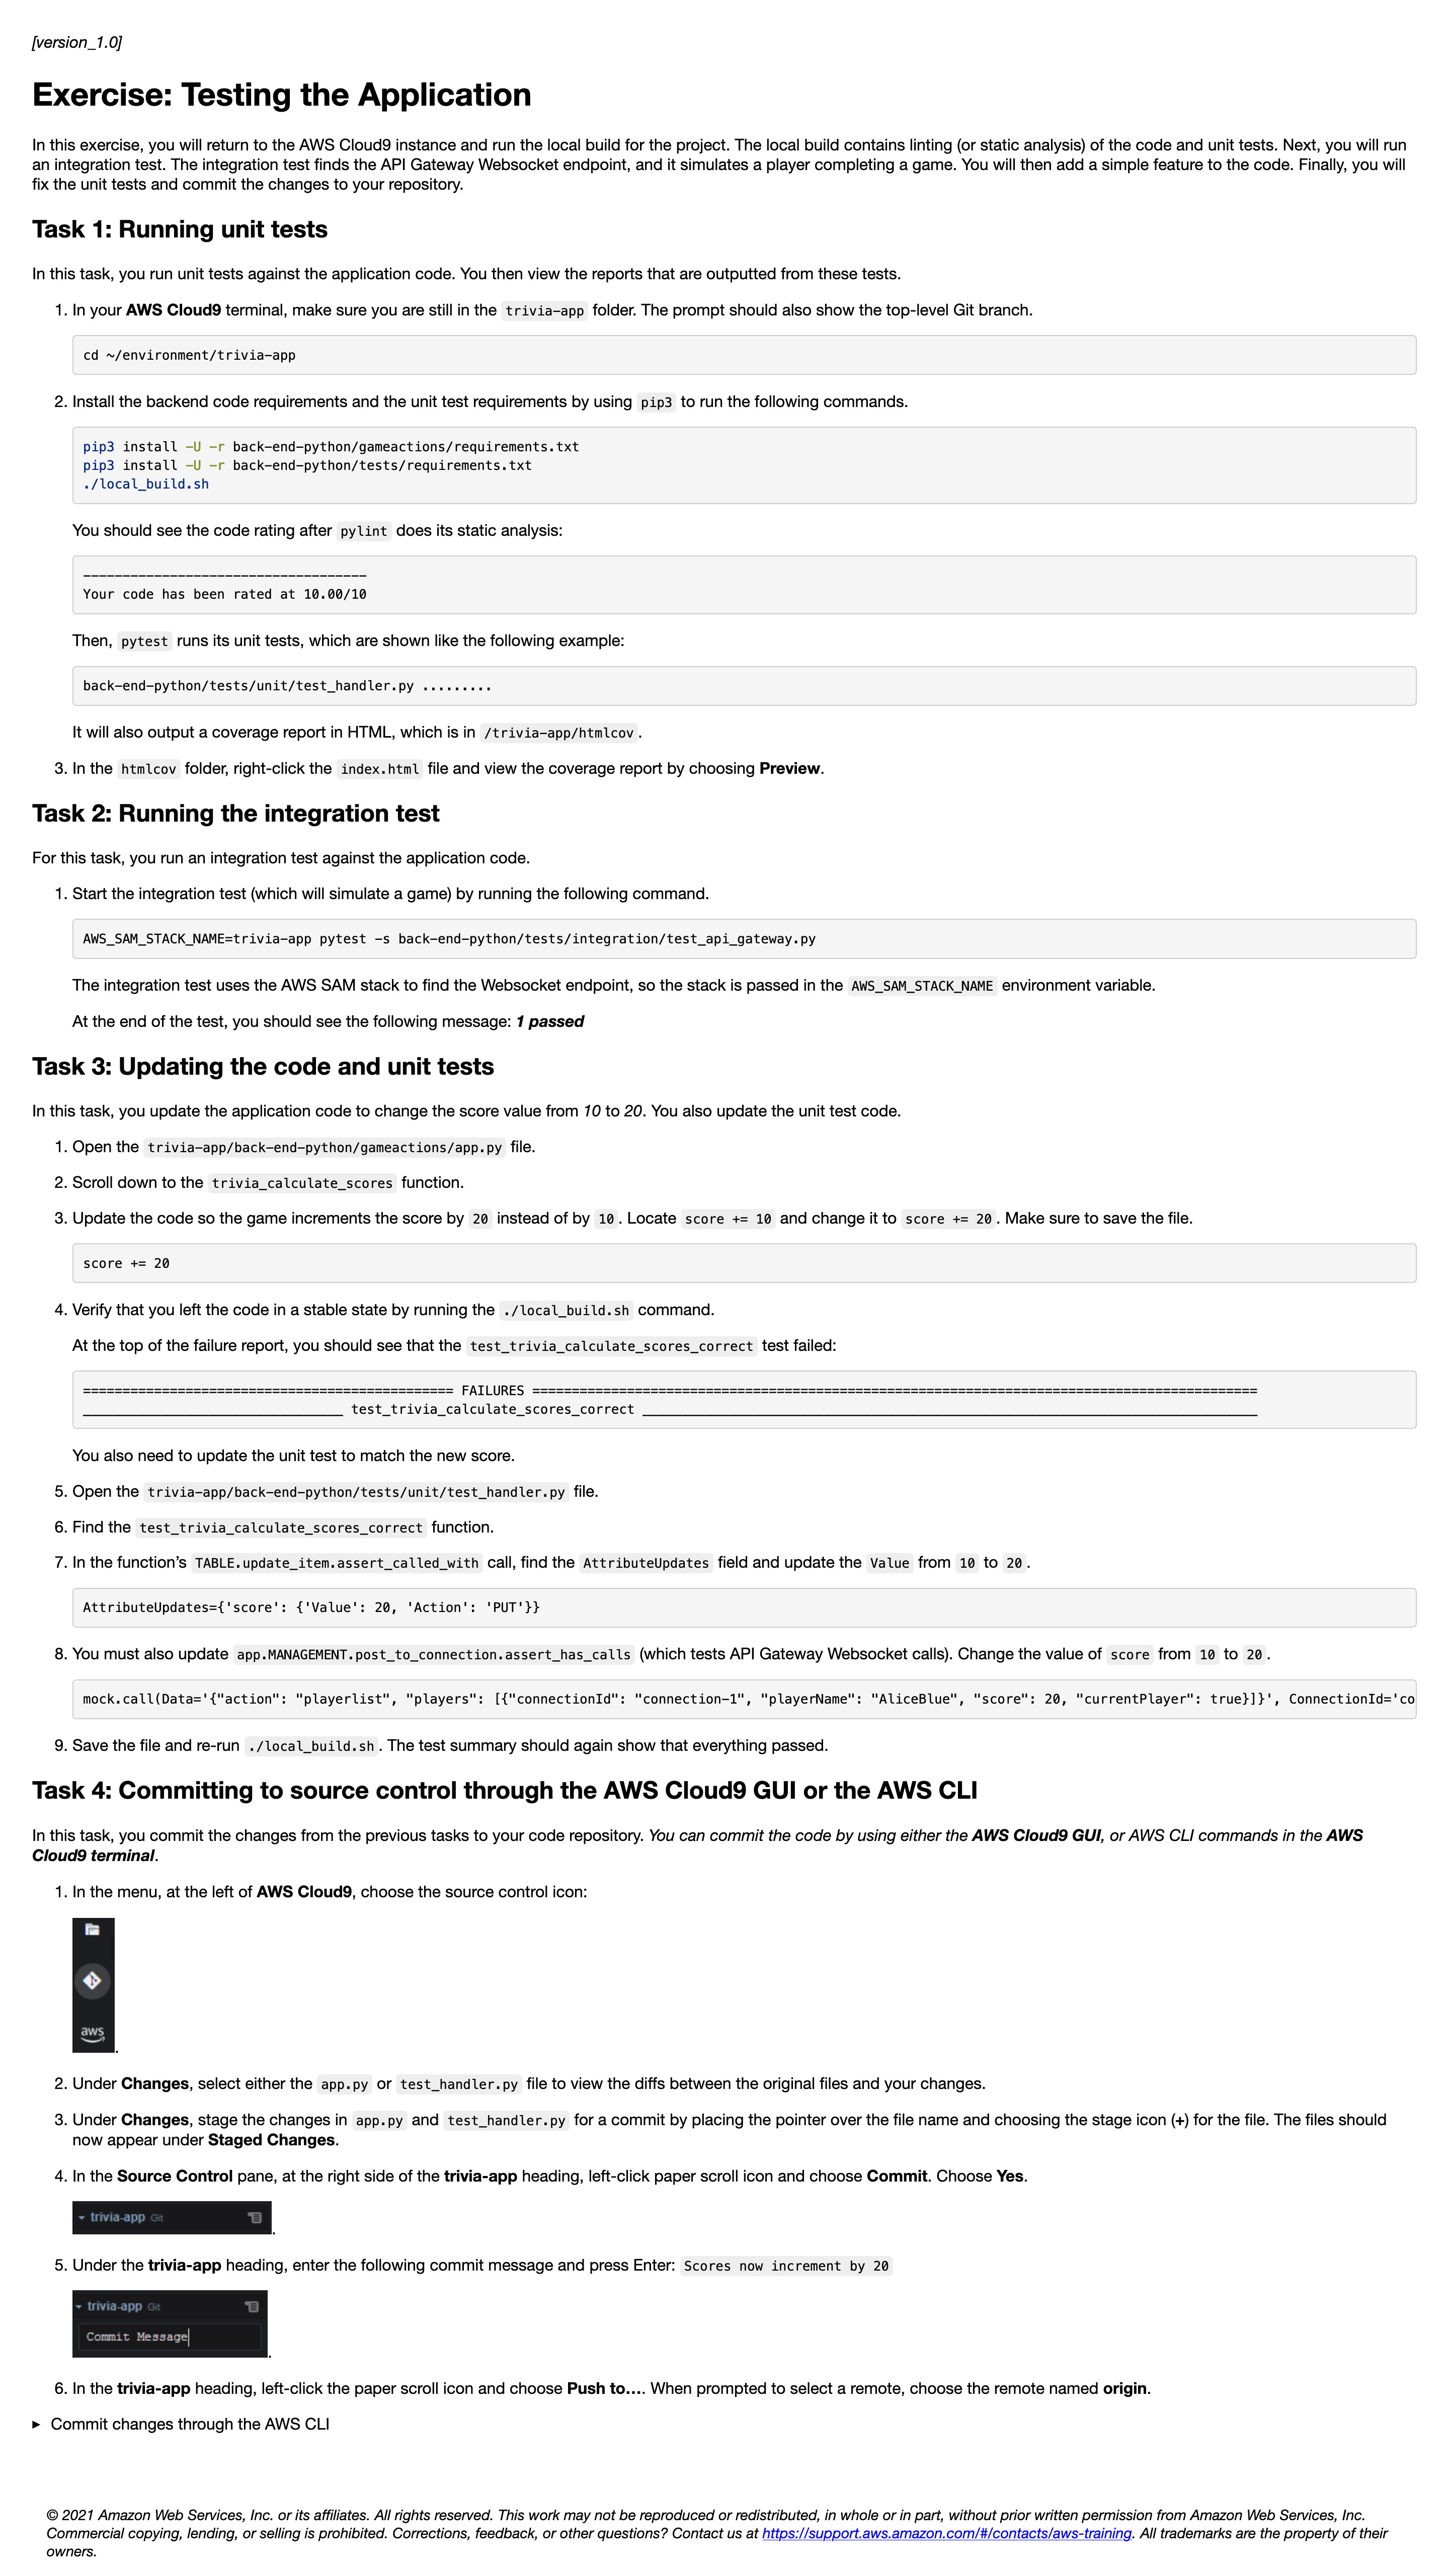 [version_1.0]
Exercise: Testing the Application
In this exercise, you will return to the AWS Cloud9 instance and run the local build for the project. The local build contains linting (or static analysis) of the code and unit tests. Next, you will run
an integration test. The integration test finds the API Gateway Websocket endpoint, and it simulates a player completing a game. You will then add a simple feature to the code. Finally, you will
fix the unit tests and commit the changes to your repository.
Task 1: Running unit tests
In this task, you run unit tests against the application code. You then view the reports that are outputted from these tests.
1. In your AWS Cloud9 terminal, make sure you are still in the trivia-app folder. The prompt should also show the top-level Git branch.
cd ~/environment/trivia-app
2. Install the backend code requirements and the unit test requirements by using pip3 to run the following commands.
pip3 install -U -r back-end-python/gameactions/requirements.txt
pip3 install -U -r back-end-python/tests/requirements.txt
./local_build.sh
You should see the code rating after pylint does its static analysis:
------------------------------------
Your code has been rated at 10.00/10
Then, pytest runs its unit tests, which are shown like the following example:
back-end-python/tests/unit/test_handler.py .........
It will also output a coverage report in HTML, which is in /trivia-app/htmlcov.
3. In the htmlcov folder, right-click the index.html file and view the coverage report by choosing Preview.
Task 2: Running the integration test
For this task, you run an integration test against the application code.
1. Start the integration test (which will simulate a game) by running the following command.
AWS_SAM_STACK_NAME=trivia-app pytest -s back-end-python/tests/integration/test_api_gateway.py
The integration test uses the AWS SAM stack to find the Websocket endpoint, so the stack is passed in the AWS_SAM_STACK_NAME environment variable.
At the end of the test, you should see the following message: 1 passed
Task 3: Updating the code and unit tests
In this task, you update the application code to change the score value from 10 to 20. You also update the unit test code.
1. Open the trivia-app/back-end-python/gameactions/app.py file.
2. Scroll down to the trivia_calculate_scores function.
3. Update the code so the game increments the score by 20 instead of by 10. Locate score += 10 and change it to score += 20. Make sure to save the file.
score += 20
4. Verify that you left the code in a stable state by running the ./local_build.sh command.
At the top of the failure report, you should see that the test_trivia_calculate_scores_correct test failed:
=============================================== FAILURES ============================================================================================
_________________________________ test_trivia_calculate_scores_correct ______________________________________________________________________________
You also need to update the unit test to match the new score.
5. Open the trivia-app/back-end-python/tests/unit/test_handler.py file.
6. Find the test_trivia_calculate_scores_correct function.
7. In the function’s TABLE.update_item.assert_called_with call, find the AttributeUpdates field and update the Value from 10 to 20.
AttributeUpdates={'score': {'Value': 20, 'Action': 'PUT'}}
8. You must also update app.MANAGEMENT.post_to_connection.assert_has_calls (which tests API Gateway Websocket calls). Change the value of score from 10 to 20.
mock.call(Data='{"action": "playerlist", "players": [{"connectionId": "connection-1", "playerName": "AliceBlue", "score": 20, "currentPlayer": true}]}', ConnectionId='co
9. Save the file and re-run ./local_build.sh. The test summary should again show that everything passed.
Task 4: Committing to source control through the AWS Cloud9 GUI or the AWS CLI
In this task, you commit the changes from the previous tasks to your code repository. You can commit the code by using either the AWS Cloud9 GUI, or AWS CLI commands in the AWS
Cloud9 terminal.
1. In the menu, at the left of AWS Cloud9, choose the source control icon:
aws
.
2. Under Changes, select either the app.py or test_handler.py file to view the diffs between the original files and your changes.
3. Under Changes, stage the changes in app.py and test_handler.py for a commit by placing the pointer over the file name and choosing the stage icon (+) for the file. The files should
now appear under Staged Changes.
4. In the Source Control pane, at the right side of the trivia-app heading, left-click paper scroll icon and choose Commit. Choose Yes.
trivia-app Git
.
5. Under the trivia-app heading, enter the following commit message and press Enter: Scores now increment by 20
trivia-app Git
Commit Message
.
6. In the trivia-app heading, left-click the paper scroll icon and choose Push to…. When prompted to select a remote, choose the remote named origin.
► Commit changes through the AWS CLI
© 2021 Amazon Web Services, Inc. or its affiliates. All rights reserved. This work may not be reproduced or redistributed, in whole or in part, without prior written permission from Amazon Web Services, Inc.
Commercial copying, lending, or selling is prohibited. Corrections, feedback, or other questions? Contact us at https://support.aws.amazon.com/#/contacts/aws-training. All trademarks are the property of their
owners.